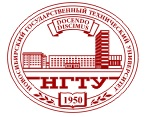 НОВОСИБИРСКИЙ ГОСУДАРСТВЕННЫЙ ТЕХНИЧЕСКИЙ УНИВЕРСИТЕТ
DOCENDO
DISCIMUS
НГТУ
1950